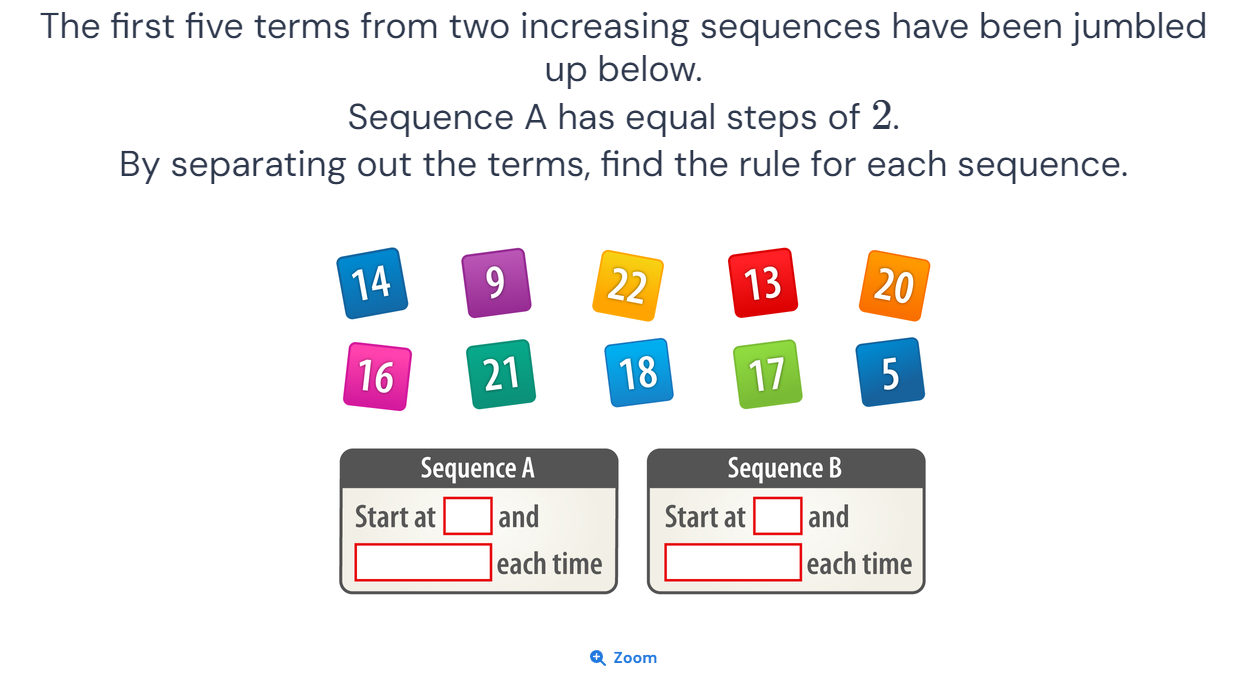 The first five terms from two increasing sequences have been jumbled
up below.
Sequence A has equal steps of 2.
By separating out the terms, find the rule for each sequence.
14 9 22 13 20
16 21 18 17 5
Sequence A Sequence B
Start at and Start at and
each time each time
Zoom